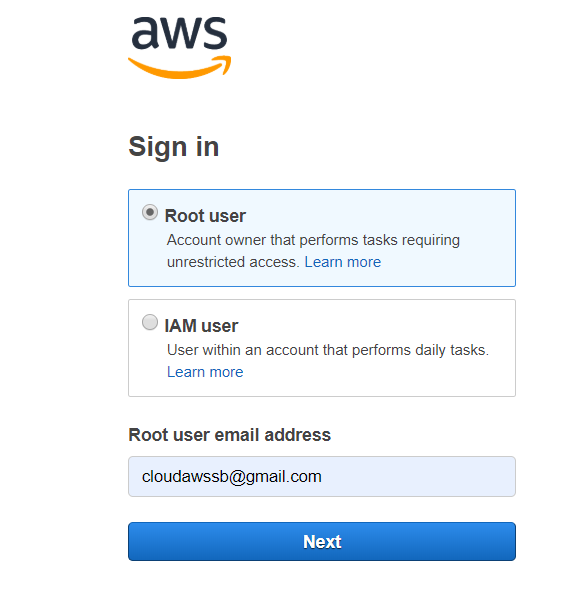 aws
Sign in
Root user
Account owner that performs tasks requiring
unrestricted access. Learn more
IAM user
User within an account that performs daily tasks.
Learn more
Root user email address
cloudawssb@gmail.com
Next